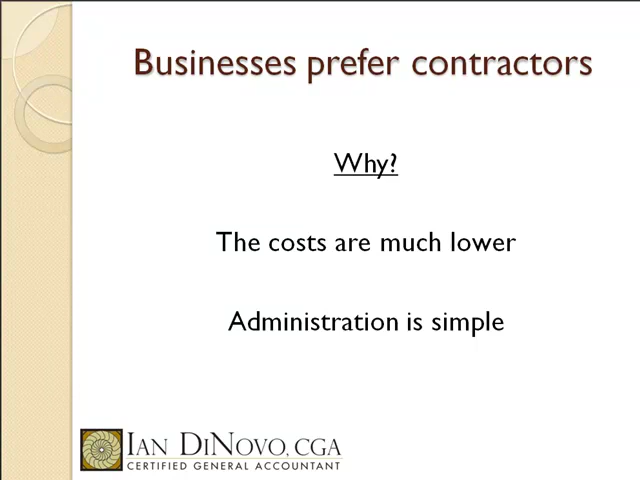 Businesses prefer contractors
Why?
The costs are much lower
Administration is simple
IAN DINOVO, CGA
CERTIFIED GENERAL ACCOUNTANT